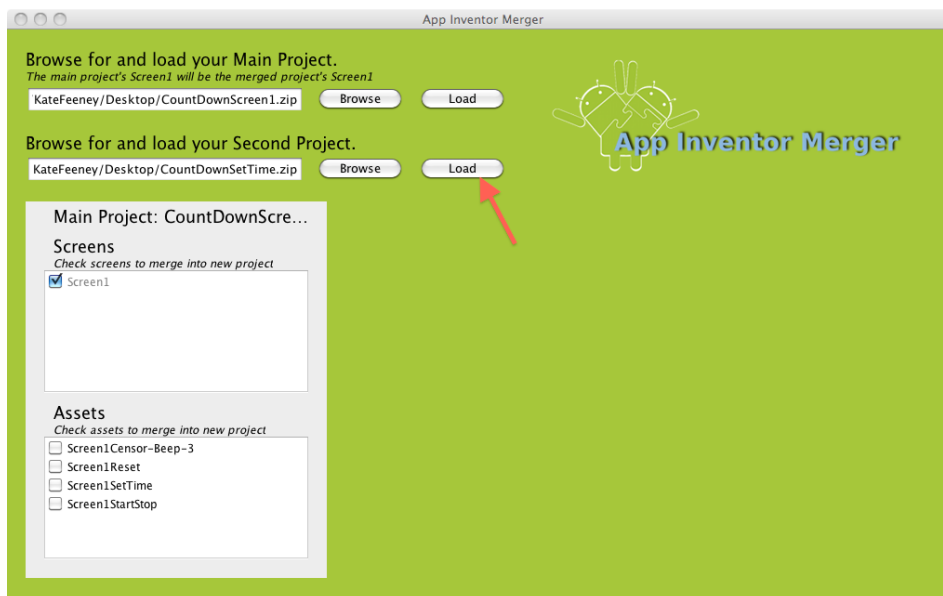 App Inventor Merger
Browse for and load your Main Project.
The main project's Screen1 will be the merged project's Screen1
KateFeeney/Desktop/CountDownScreen1.zip Browse Load
App Inventor Merger
Browse for and load your Second Project.
KateFeeney/Desktop/CountDownSetTime.zip Browse Load
Main Project: CountDownScre...
Screens
Check screens to merge into new project
Screen1
Assets
Check assets to merge into new project
Screen1Censor-Beep-3
Screen1Reset
Screen1SetTime
Screen1StartStop